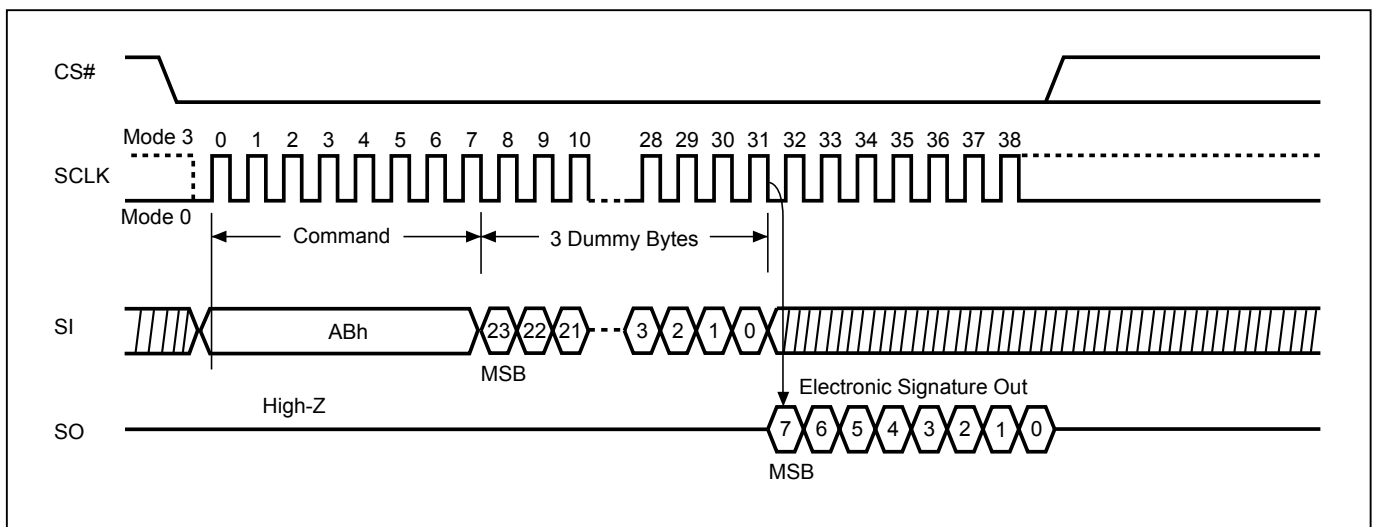 CS#
Mode 3 0 1 2 3 4 5 6 7 8 9 10 28 29 30 31 32 33 34 35 36 37 38
SCLK
Mode 0
Command 3 Dummy Bytes
SI ABh 23 22 21 3 2 1 0
MSB
Electronic Signature Out
High-Z
SO 7 6 5 4 3 2 1 0
MSB